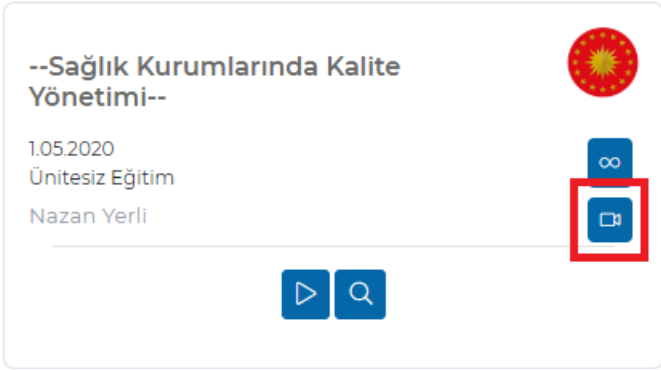 --Sağlık Kurumlarında Kalite
Yönetimi--
1.05.2020
Ünitesiz Eğitim
Nazan Yerli